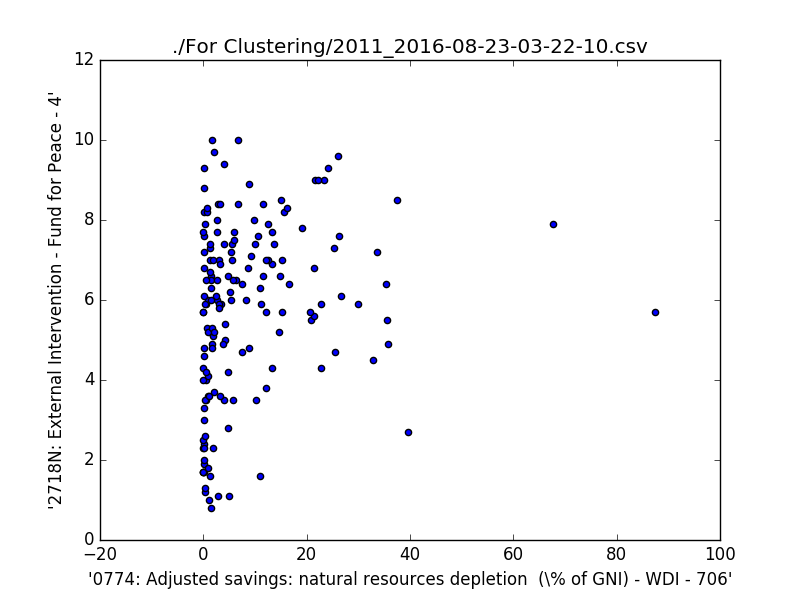 ./For Clustering/2011_2016-08-23-03-22-10.csv
12
10
8
6
4
2
0
'2718N: External Intervention - Fund for Peace - 4'
−20 0 20 40 60 80 100
'0774: Adjusted savings: natural resources depletion  (\% of GNI) - WDI - 706'